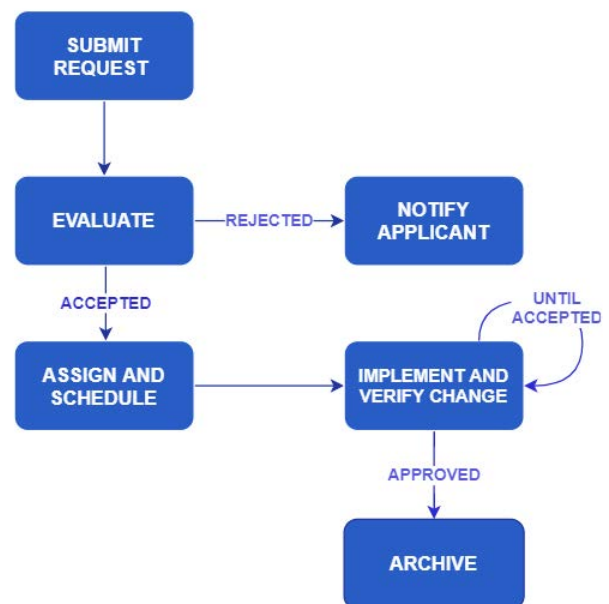 SUBMIT
REQUEST
EVALUATE
REJECTED
NOTIFY
APPLICANT
ACCEPTED
UNTIL
ACCEPTED
ASSIGN AND
SCHEDULE
IMPLEMENT AND
VERIFY CHANGE
APPROVED
ARCHIVE